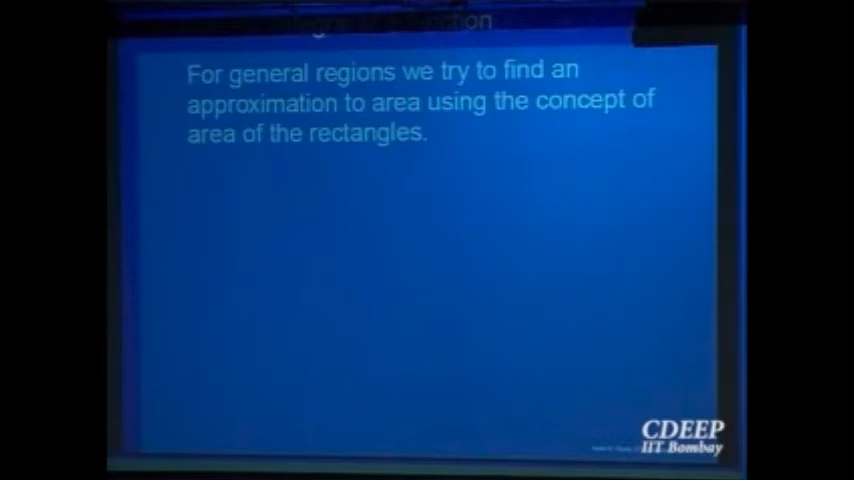 For general regions we try to find an
approximation to area using the concept of
area of the rectangles.
CDEEP
IIT Bombay